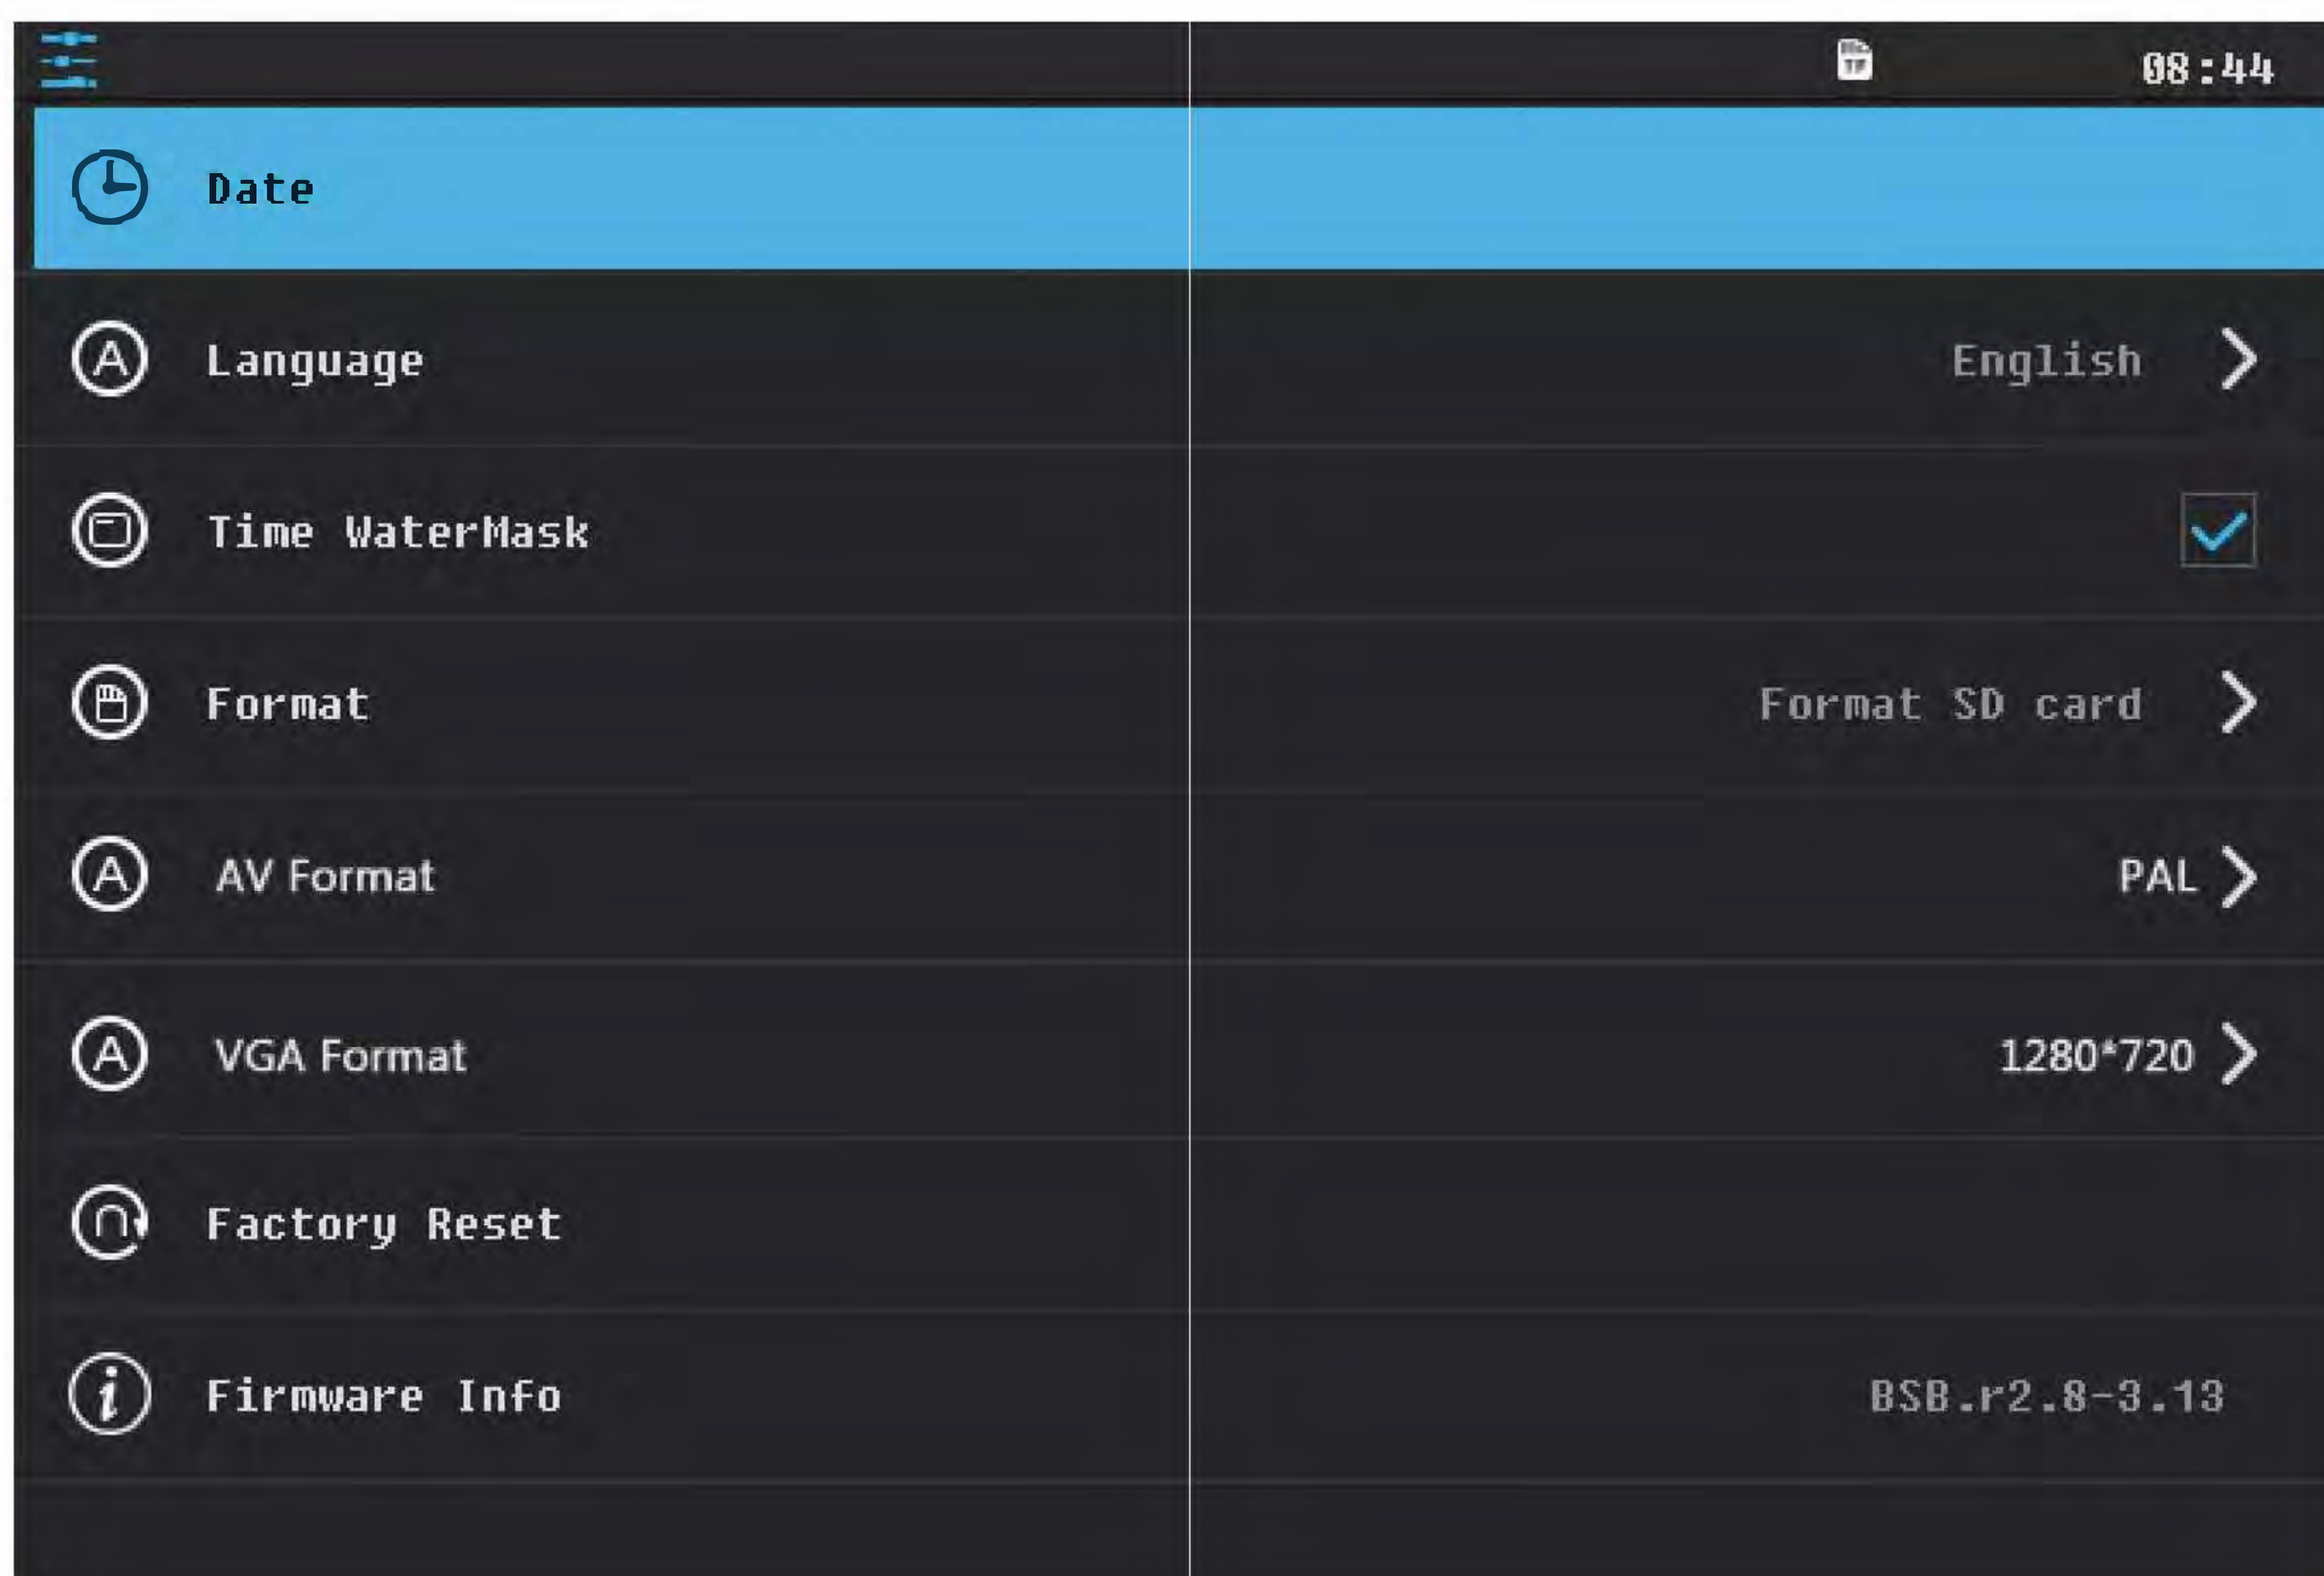 TF 08:44
Date
Language English
Time WaterMask
Format Format SD card
AV Format PAL
VGA Format 1280*720
Factory Reset
Firmware Info BSB.r2.8-3.13